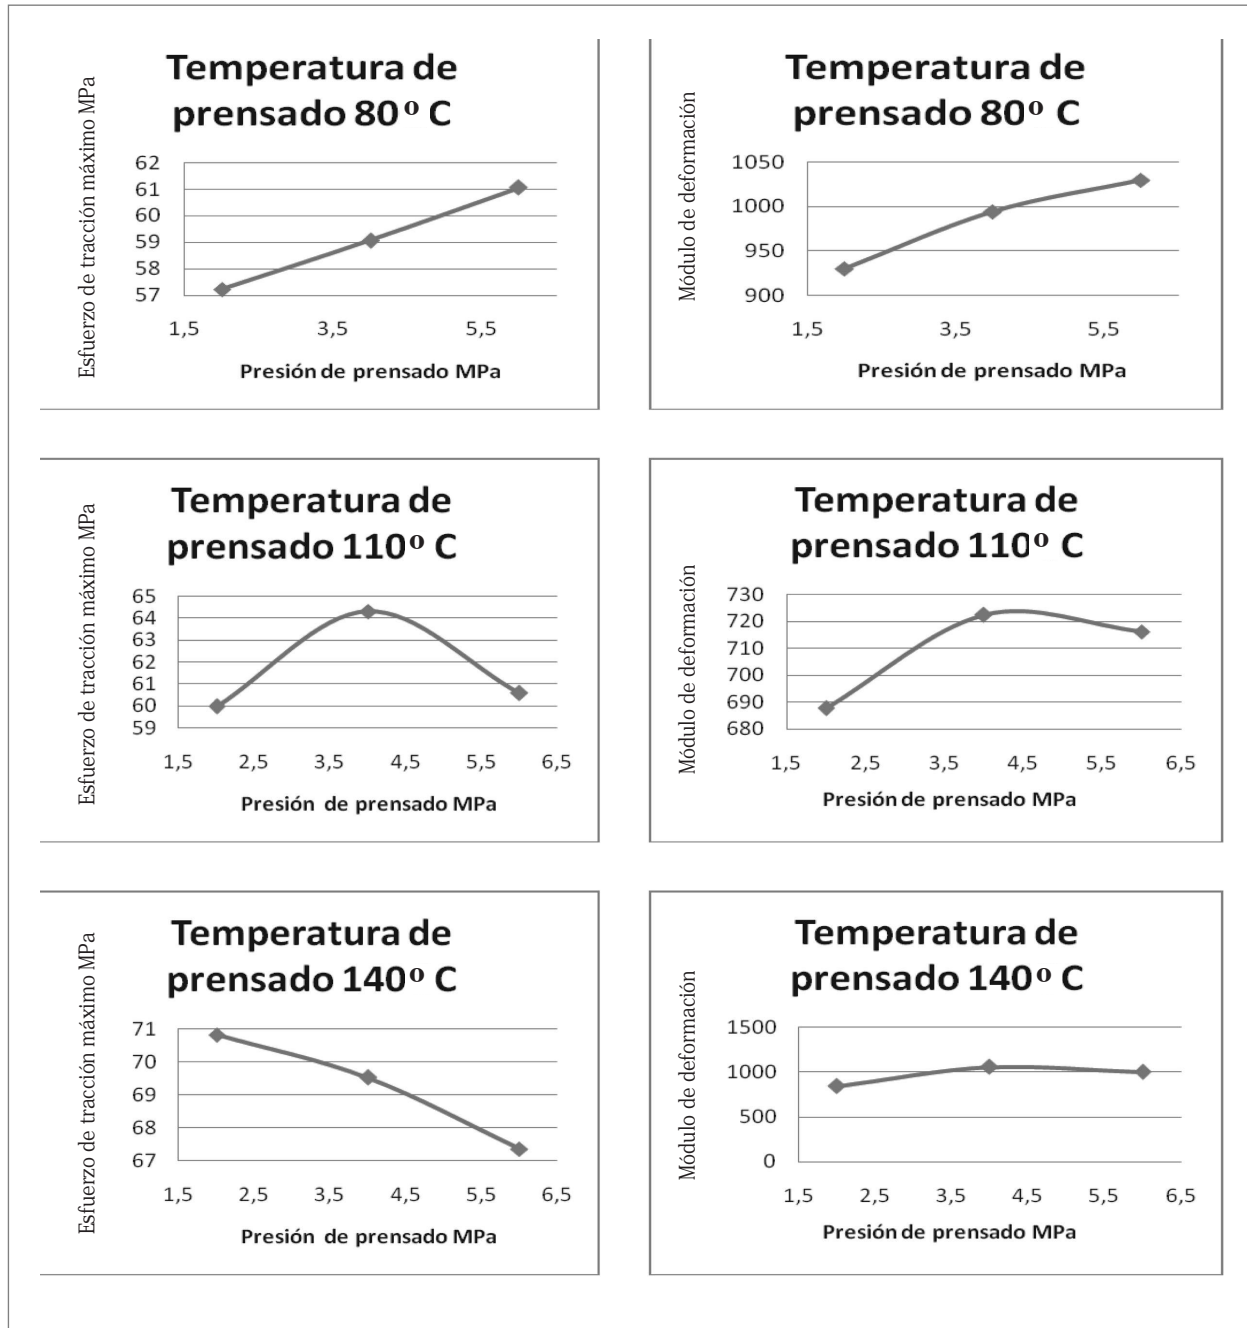 Esfuerzo de tracción máximo MPa
Temperatura de
prensado 80º C
62
61
60
59
58
57
1,5 3,5 5,5
Presión de prensado MPa
Módulo de deformación
Temperatura de
prensado 80º C
1050
1000
950
900
1,5 3,5 5,5
Presión de prensado MPa
Esfuerzo de tracción máximo MPa
Temperatura de
prensado 110º C
65
64
63
62
61
60
59
1,5 2,5 3,5 4,5 5,5 6,5
Presión de prensado MPa
Módulo de deformación
Temperatura de
prensado 110º C
730
720
710
700
690
680
1,5 2,5 3,5 4,5 5,5 6,5
Presión de prensado MPa
Esfuerzo de tracción máximo MPa
Temperatura de
prensado 140º C
71
70
69
68
67
1,5 2,5 3,5 4,5 5,5 6,5
Presión de prensado MPa
Módulo de deformación
Temperatura de
prensado 140º C
1500
1000
500
0
1,5 2,5 3,5 4,5 5,5 6,5
Presión de prensado MPa